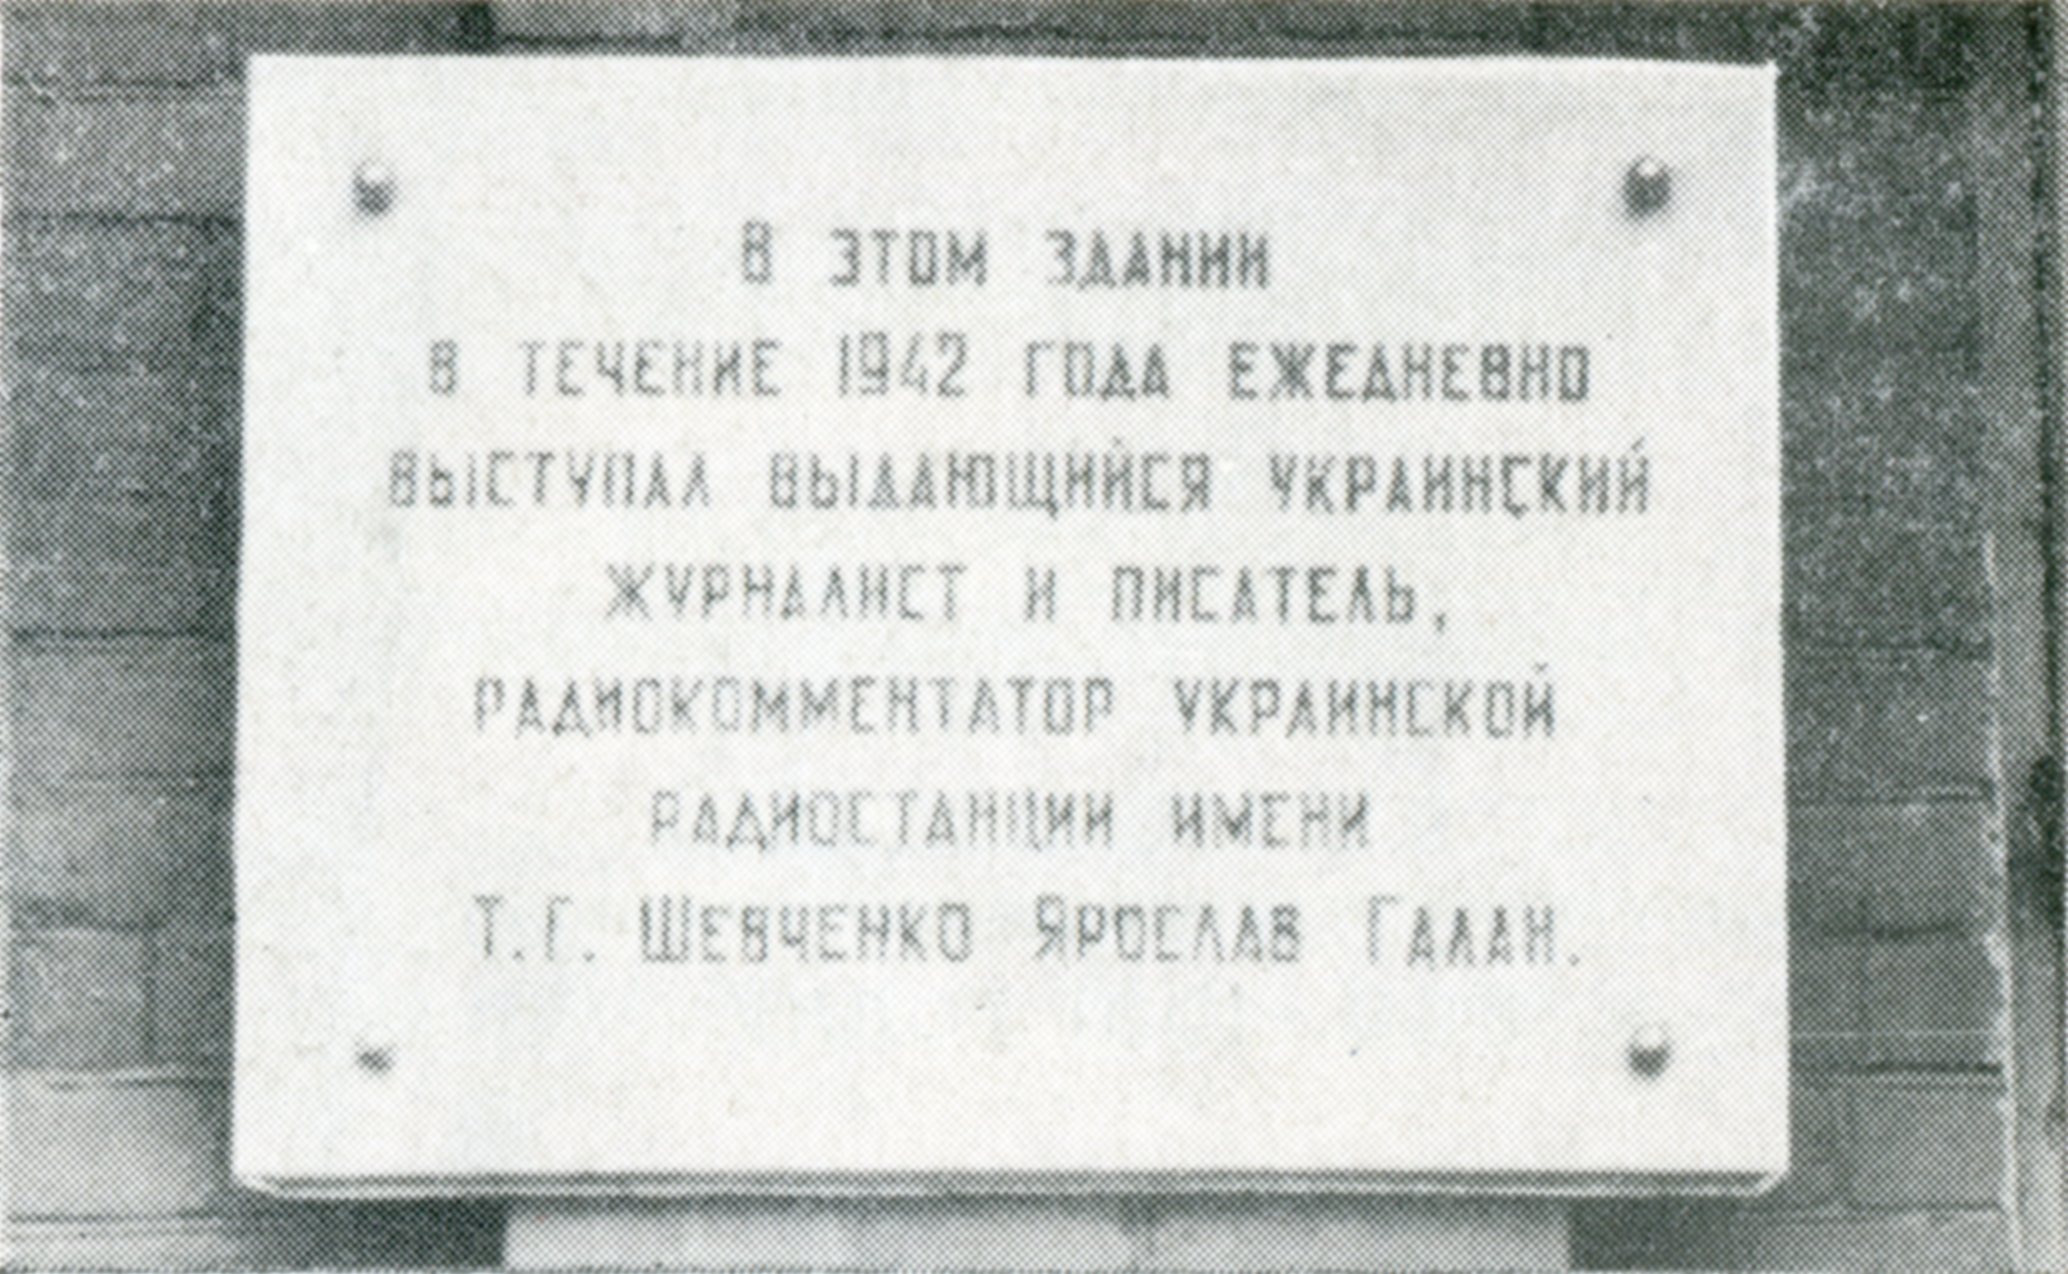 В ЭТОМ ЗДАНИИ
В ТЕЧЕНИЕ 1942 ГОДА ЕЖЕДНЕВНО
ВЫСТУПАЛ ВЫДАЮЩИЙСЯ УКРАИНСКИЙ
ЖУРНАЛИСТ И ПИСАТЕЛЬ,
РАДИОКОММЕНТАТОР УКРАИНСКОЙ
РАДИОСТАНЦИИ ИМЕНИ
Т.Г. ШЕВЧЕНКО ЯРОСЛАВ ГАЛАН.